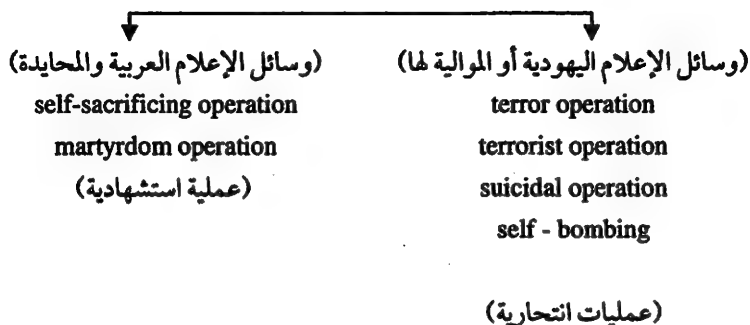 (وسائل الإعلام العربية والمحايدة)
self-sacrificing operation
martyrdom operation
(عملية استشهادية)
(وسائل الإعلام اليهودية أو الموالية لها)
terror operation
terrorist operation
suicidal operation
self - bombing
(عمليات انتحارية)